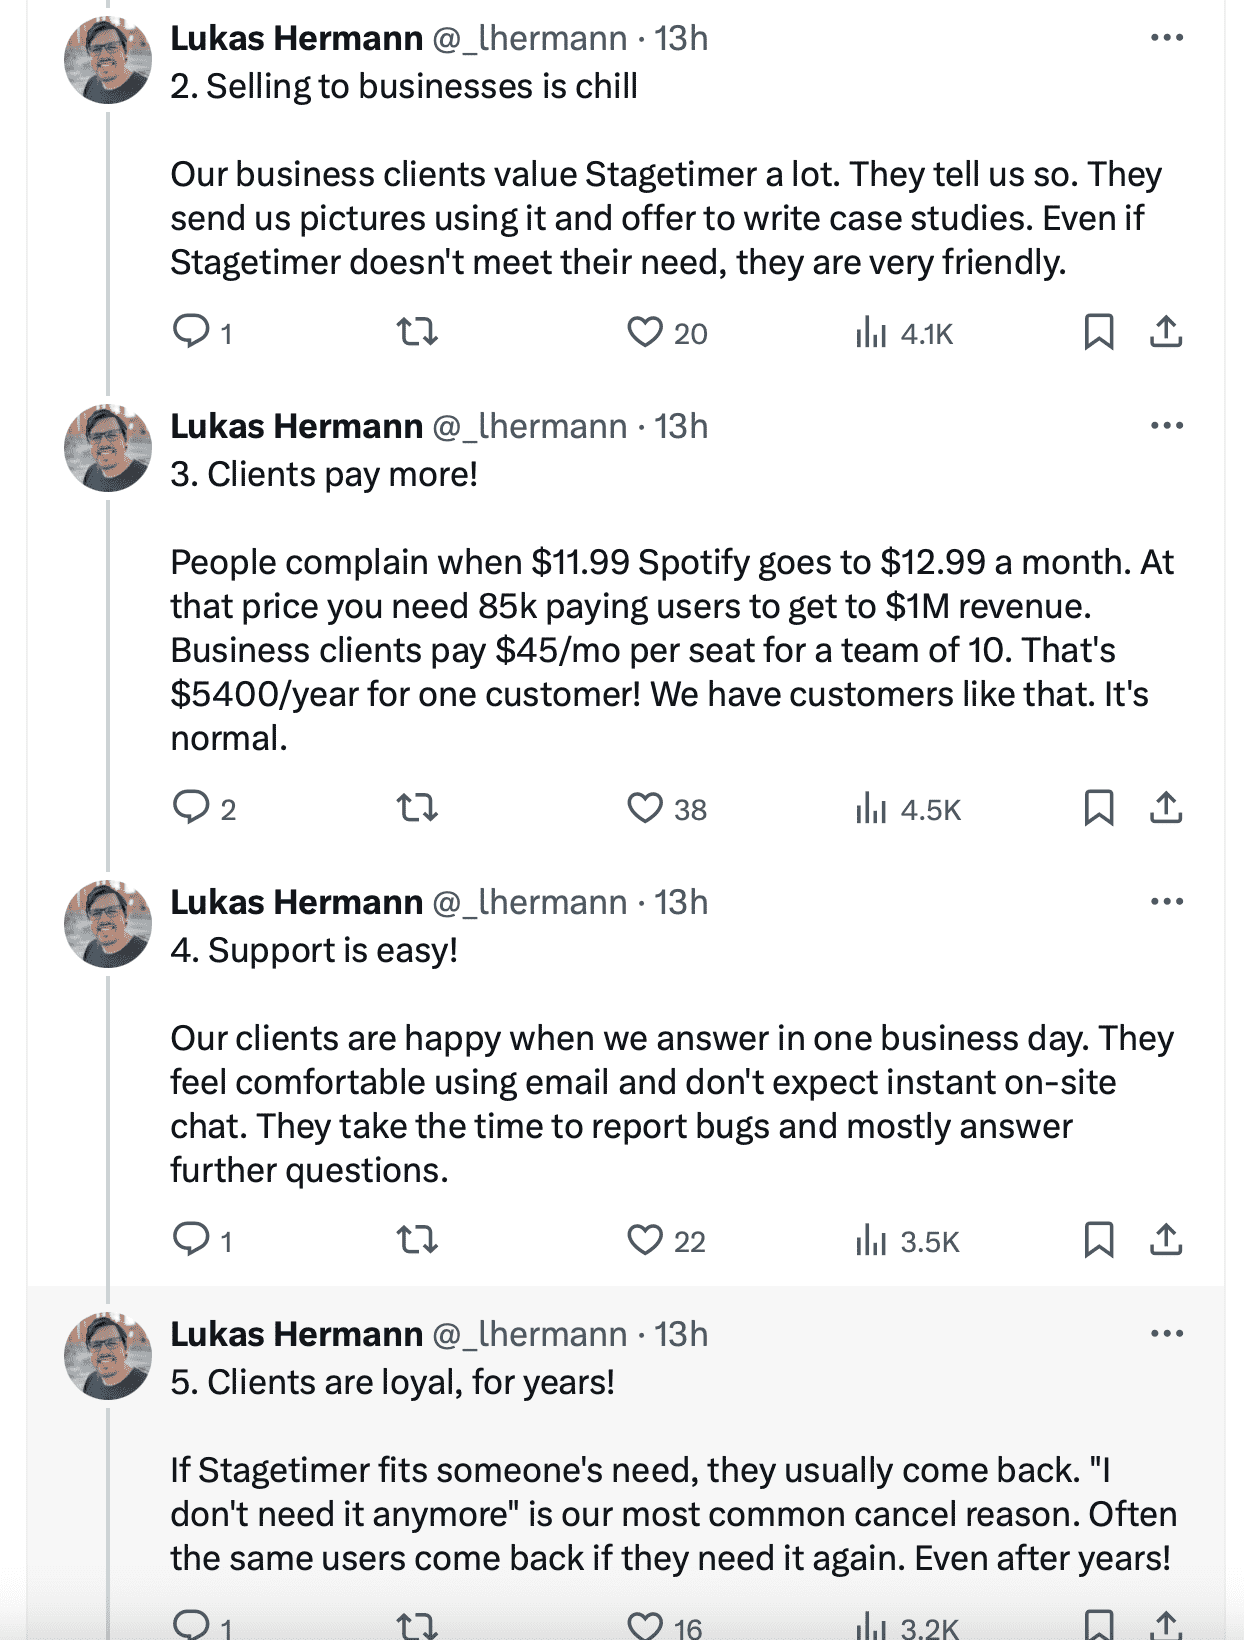 Lukas Hermann @_lhermann · 13h
2. Selling to businesses is chill
Our business clients value Stagetimer a lot. They tell us so. They
send us pictures using it and offer to write case studies. Even if
Stagetimer doesn't meet their need, they are very friendly.
1 20 4.1K
Lukas Hermann @_lhermann · 13h
3. Clients pay more!
People complain when $11.99 Spotify goes to $12.99 a month. At
that price you need 85k paying users to get to $1M revenue.
Business clients pay $45/mo per seat for a team of 10. That's
$5400/year for one customer! We have customers like that. It's
normal.
2 38 4.5K
Lukas Hermann @_lhermann · 13h
4. Support is easy!
Our clients are happy when we answer in one business day. They
feel comfortable using email and don't expect instant on-site
chat. They take the time to report bugs and mostly answer
further questions.
1 22 3.5K
Lukas Hermann @_lhermann · 13h
5. Clients are loyal, for years!
If Stagetimer fits someone's need, they usually come back. "I
don't need it anymore" is our most common cancel reason. Often
the same users come back if they need it again. Even after years!
1 16 3.2K